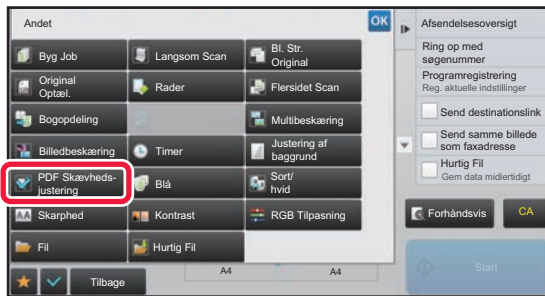 Andet
OK
Byg Job
Langsom Scan
Bl. Str.
Original
Original
Optæl.
Rader
Flersidet Scan
Bogopdeling
Multibeskæring
Billedbeskæring
Timer
Justering af
baggrund
PDF Skævheds-
justering
Blå
Sort/
hvid
AA Skarphed
Kontrast
RGB Tilpasning
Fil
Hurtig Fil
Tilbage
A4
A4
Afsendelsesoversigt
Ring op med
søgenummer
Programregistrering
Reg. aktuelle indstillinger
Send destinationslink
Send samme billede
som faxadresse
Hurtig Fil
Gem data midlertidigt
Forhåndsvis
CA
Start